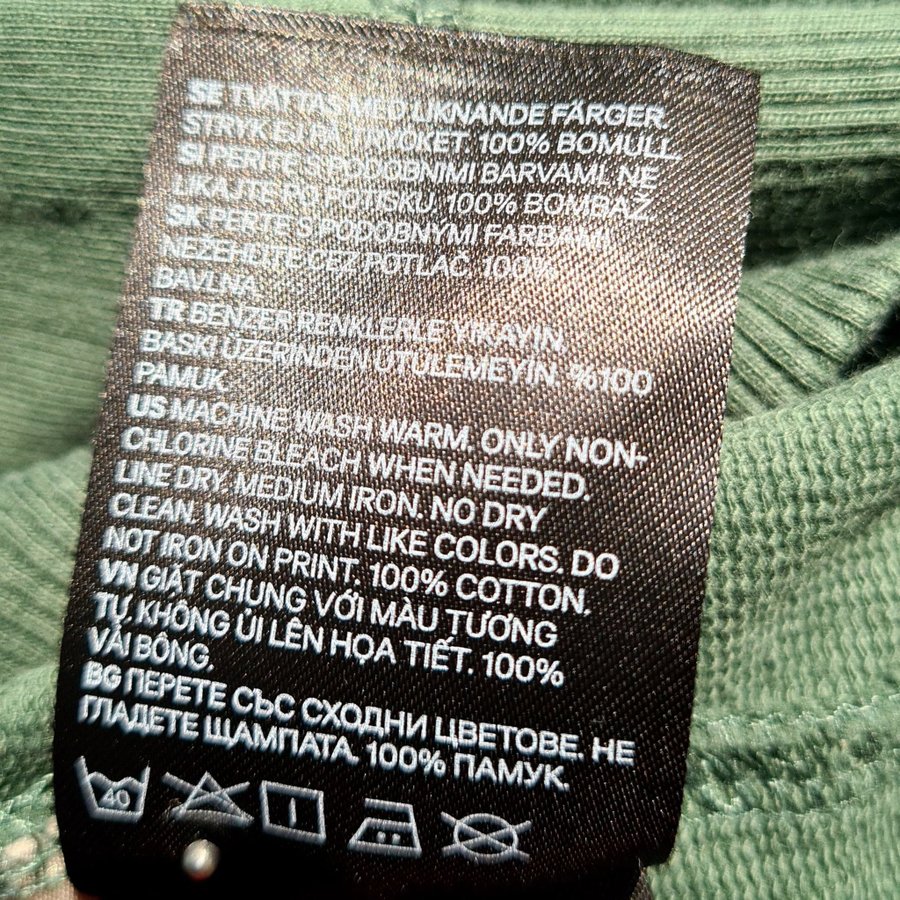 SE TVÄTTAS MED LIKNANDE FÄRGER.
STRYK EJ PÅ TRYCKET. 100% BOMULL.
SI PERITE S PODOBNIMI BARVAMI. NE
LIKAJTE PO POTISKU. 100% BOMBAŽ.
SK PERTE S PODOBNÝMI FARBAMI.
NEŽEHLITE CEZ POTLAČ. 100%
BAVLNA.
TR BENZER RENKLERLE YIKAYIN.
BASKI ÜZERİNDEN ÜTÜLEMEYİN. %100
PAMUK.
US MACHINE WASH WARM. ONLY NON-
CHLORINE BLEACH WHEN NEEDED.
LINE DRY. MEDIUM IRON. NO DRY
CLEAN. WASH WITH LIKE COLORS. DO
NOT IRON ON PRINT. 100% COTTON.
VN GIẶT CHUNG VỚI MÀU TƯƠNG
TỰ. KHÔNG ỦI LÊN HỌA TIẾT. 100%
VẢI BÔNG.
BG ПЕРЕТЕ СЪС СХОДНИ ЦВЕТОВЕ. НЕ
ГЛАДЕТЕ ЩАМПАТА. 100% ПАМУК.
40